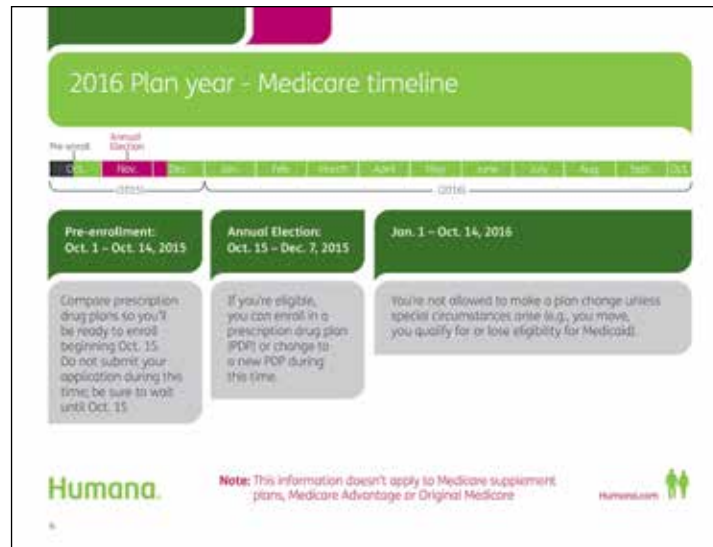 2016 Plan year - Medicare timeline
Annual
Pre-enroll Election
Oct. Nov. Dec. Jan. Feb. March April May June July Aug. Sept. Oct.
(2015) (2016)
Pre-enrollment:
Oct. 1 – Oct. 14, 2015
Compare prescription
drug plans so you'll
be ready to enroll
beginning Oct. 15.
Do not submit your
application during this
time; be sure to wait
until Oct. 15
Annual Election:
Oct. 15 – Dec. 7, 2015
If you're eligible,
you can enroll in a
prescription drug plan
(PDP) or change to
a new PDP during
this time.
Jan. 1 – Oct. 14, 2016
You're not allowed to make a plan change unless
special circumstances arise (e.g., you move,
you qualify for or lose eligibility for Medicaid).
Humana.
Note: This information doesn't apply to Medicare supplement
plans, Medicare Advantage or Original Medicare
Humana.com